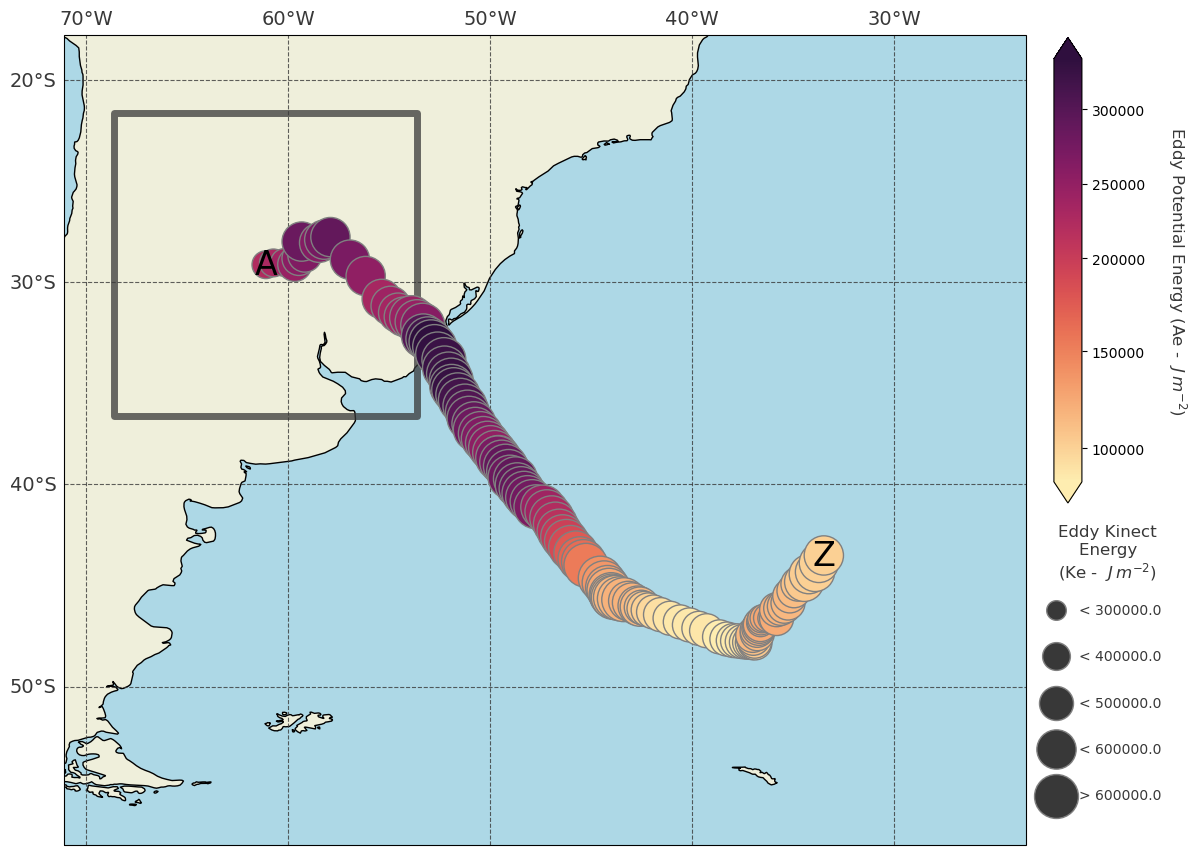 70°W 60°W 50°W 40°W 30°W
20°S
30°S
40°S
50°S
A
Z
300000
250000
200000
150000
100000
Eddy Potential Energy (Ae - J m⁻²)
Eddy Kinect
Energy
(Ke - J m⁻²)
< 300000.0
< 400000.0
< 500000.0
< 600000.0
> 600000.0